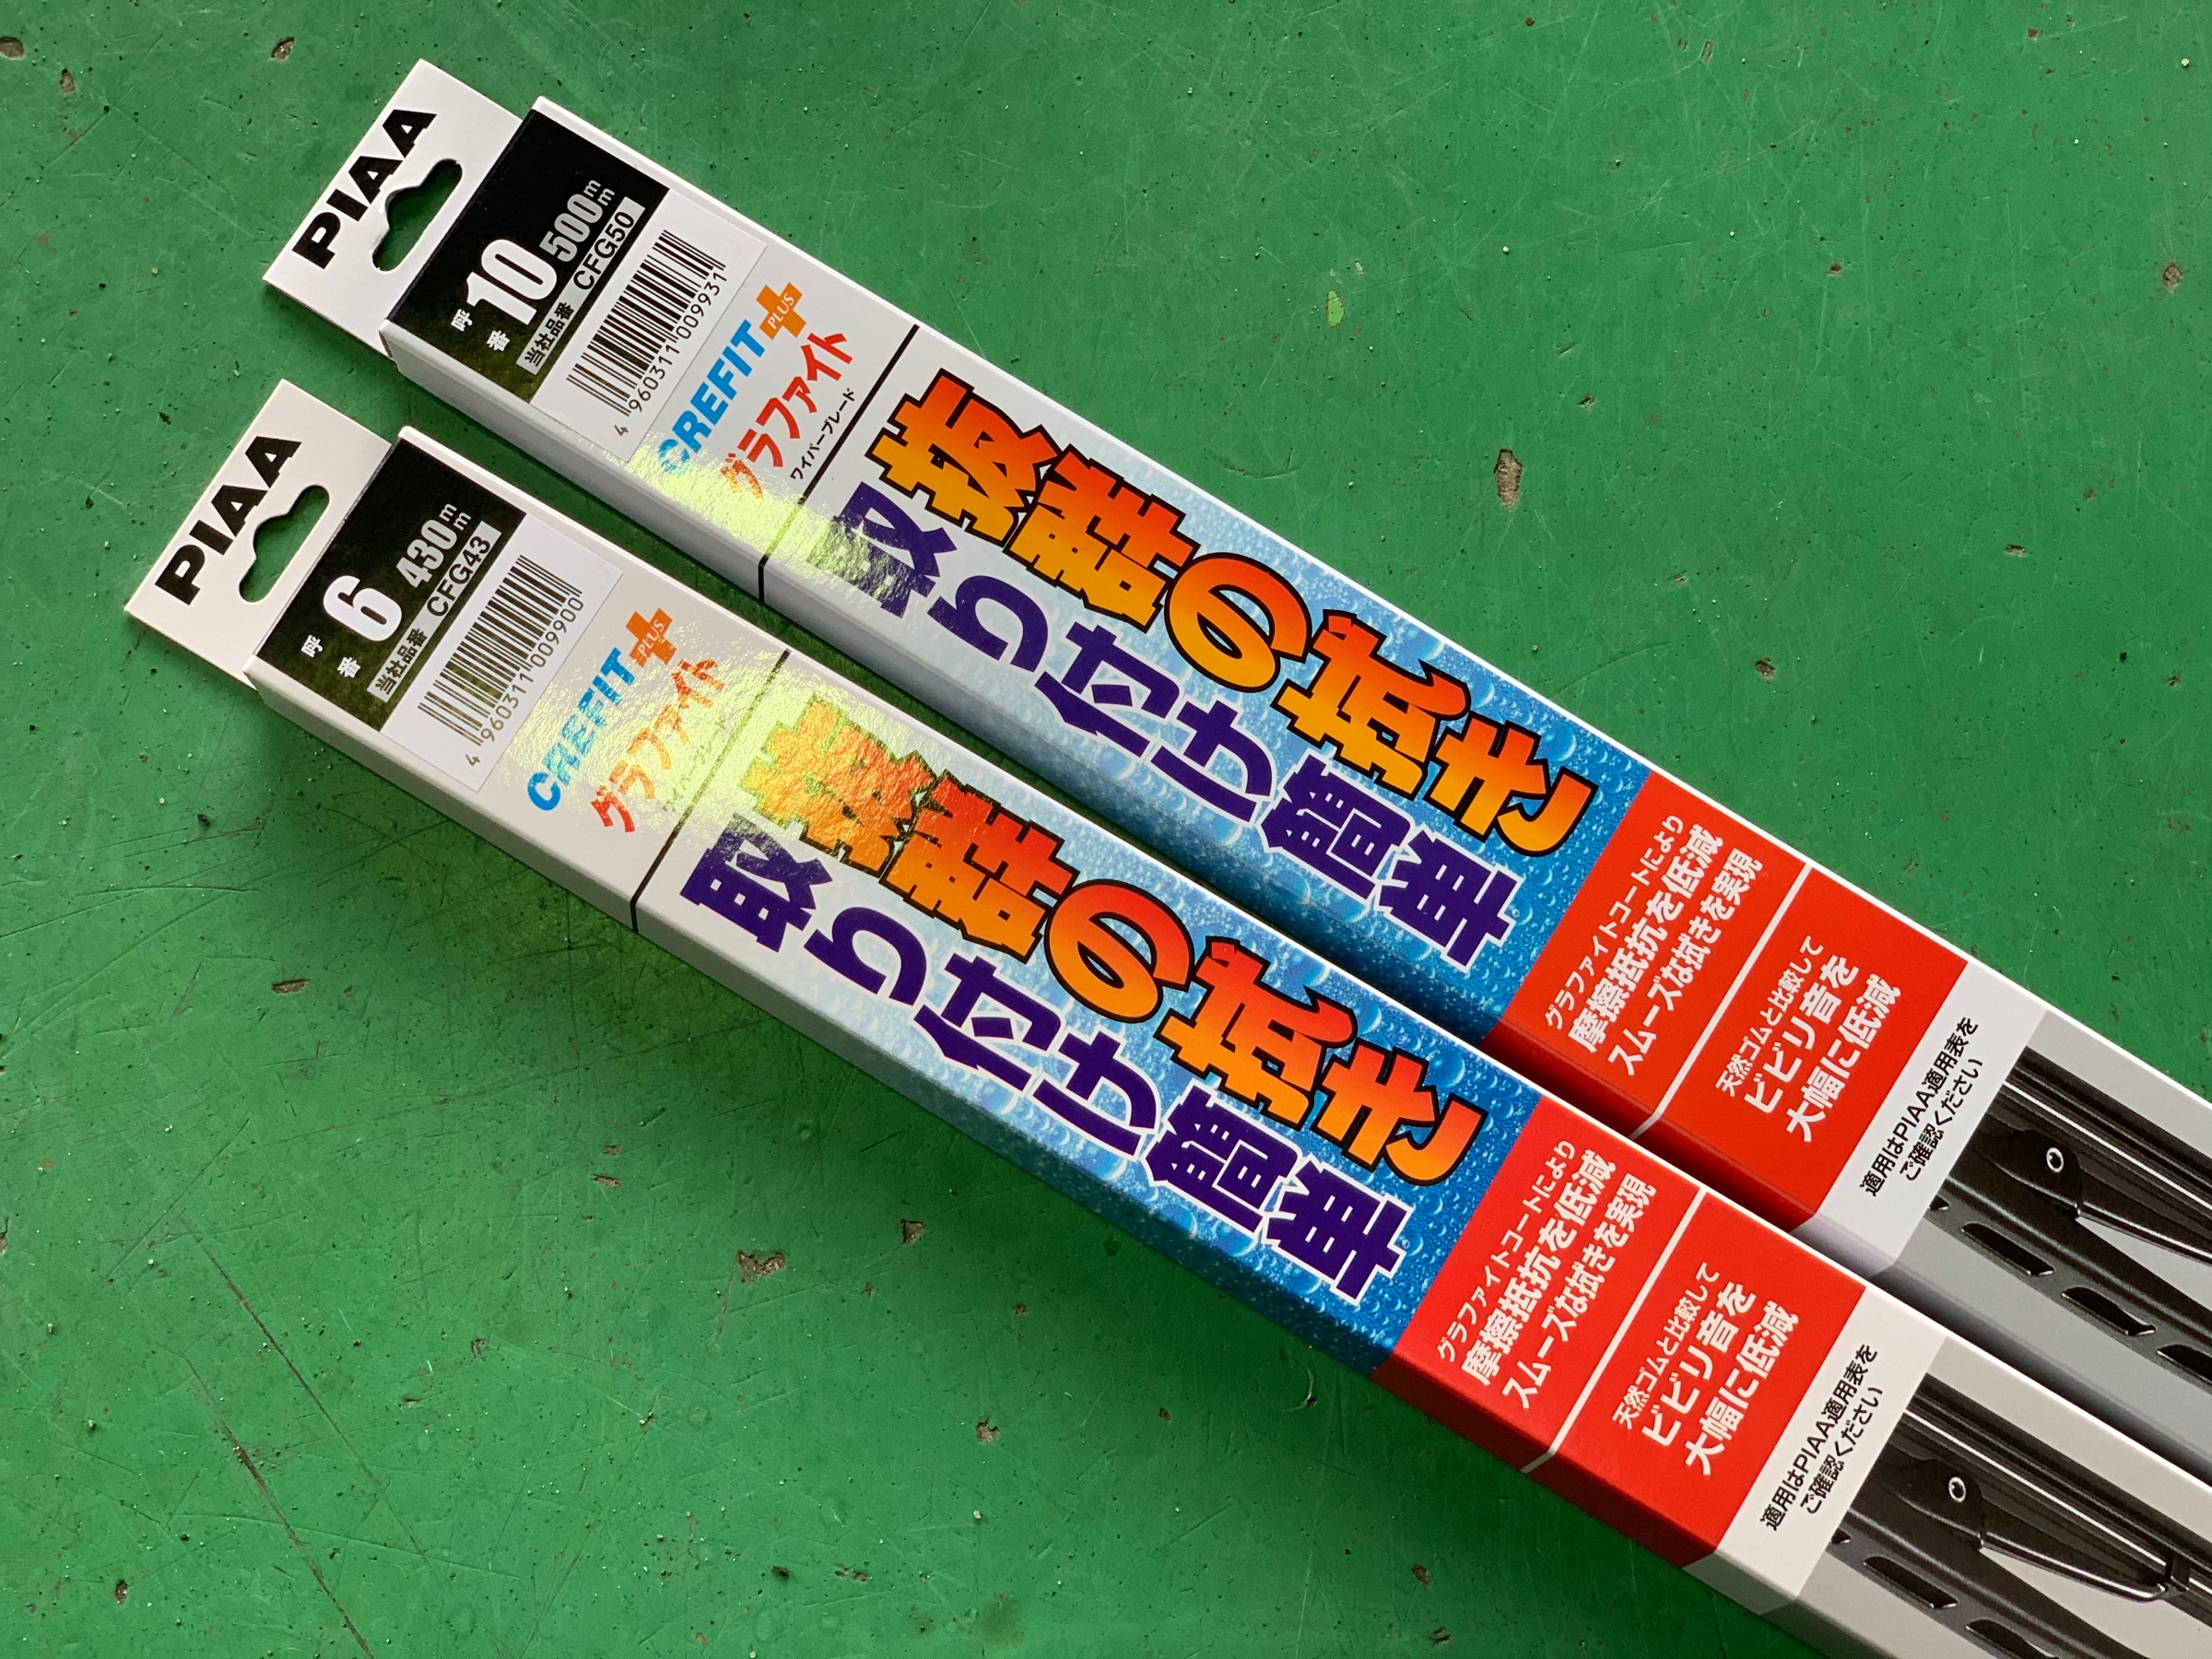 PIAA
呼番 10 500mm
当社品番 CFG50
4 960311 009931
CREFIT PLUS
グラファイト
ワイパーブレード
抜群の拭き
取り付け簡単
グラファイトコートにより
摩擦抵抗を低減
スムーズな拭きを実現
天然ゴムと比較して
ビビリ音を
大幅に低減
適用はPIAA適用表を
ご確認ください
PIAA
呼番 6 430mm
当社品番 CFG43
4 960311 009900
CREFIT PLUS
グラファイト
ワイパーブレード
抜群の拭き
取り付け簡単
グラファイトコートにより
摩擦抵抗を低減
スムーズな拭きを実現
天然ゴムと比較して
ビビリ音を
大幅に低減
適用はPIAA適用表を
ご確認ください